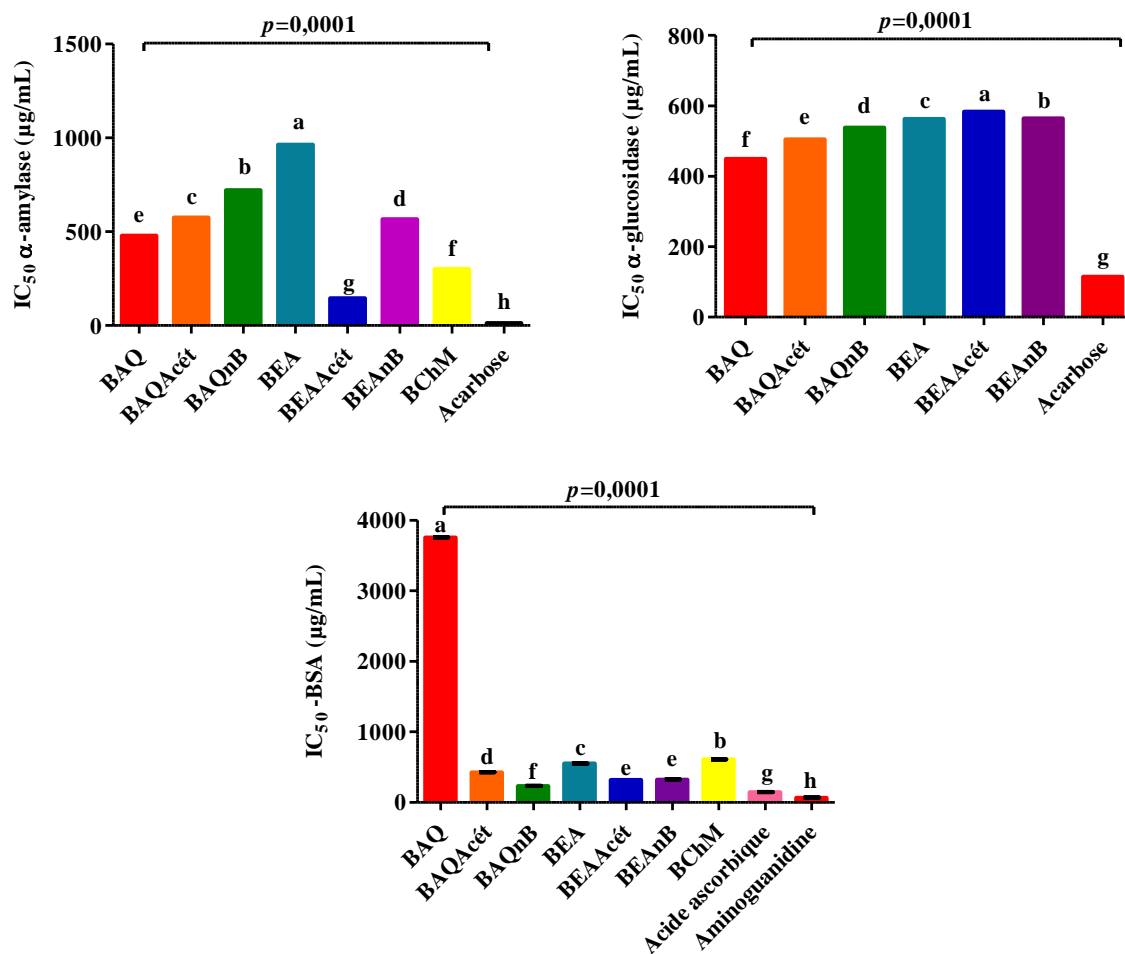 p=0,0001
IC50 α-amylase (µg/mL)
1500
1000
500
0
e
c
b
a
g
d
f
h
BAQ
BAQAcét
BAQnB
BEA
BEAAcét
BEAnB
BChM
Acarbose
p=0,0001
IC50 α-glucosidase (µg/mL)
800
600
400
200
0
f
e
d
c
a
b
g
BAQ
BAQAcét
BAQnB
BEA
BEAAcét
BEAnB
Acarbose
p=0,0001
IC50 -BSA (µg/mL)
4000
3000
2000
1000
0
a
d
f
c
e
e
b
g
h
BAQ
BAQAcét
BAQnB
BEA
BEAAcét
BEAnB
BChM
Acide ascorbique
Aminoguanidine